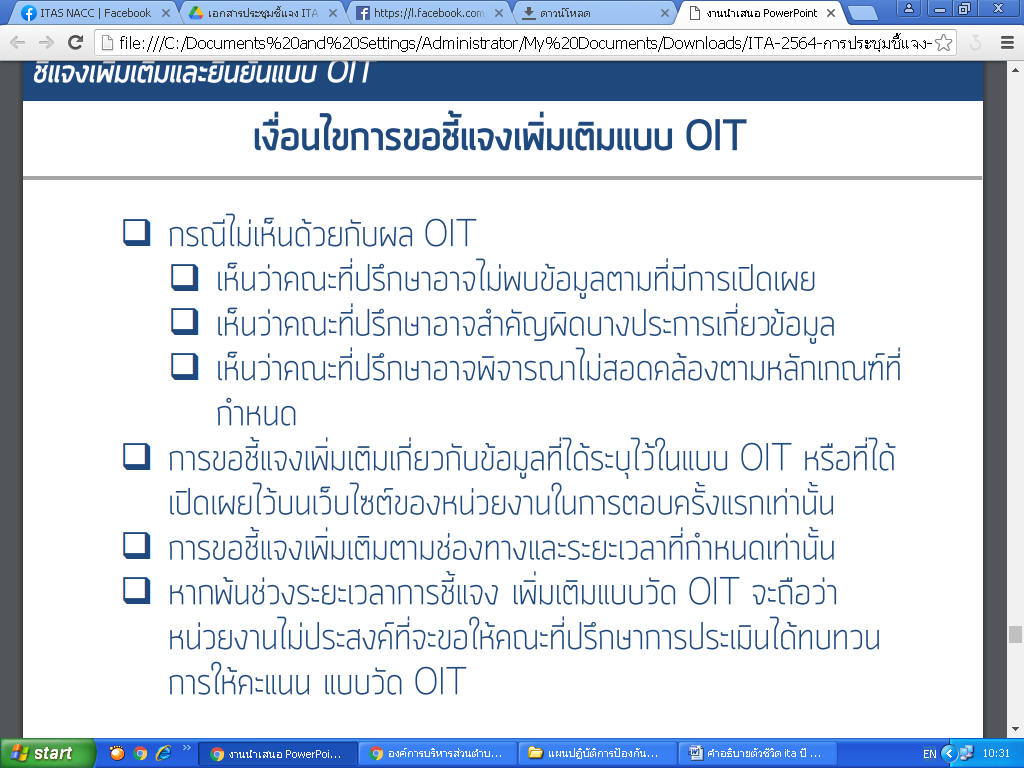 ITAS NACC | Facebook
เอกสารประชุมชี้แจง ITA
https://l.facebook.com
ดาวน์โหลด
งานนำเสนอ PowerPoint
file:///C:/Documents%20and%20Settings/Administrator/My%20Documents/Downloads/ITA-2564-การประชุมชี้แจง-
ชี้แจงเพิ่มเติมและยืนยันแบบ OIT
เงื่อนไขการขอชี้แจงเพิ่มเติมแบบ OIT
กรณีไม่เห็นด้วยกับผล OIT
เห็นว่าคณะที่ปรึกษาอาจไม่พบข้อมูลตามที่มีการเปิดเผย
เห็นว่าคณะที่ปรึกษาอาจสำคัญผิดบางประการเกี่ยวข้อมูล
เห็นว่าคณะที่ปรึกษาอาจพิจารณาไม่สอดคล้องตามหลักเกณฑ์ที่
กำหนด
การขอชี้แจงเพิ่มเติมเกี่ยวกับข้อมูลที่ได้ระบุไว้ในแบบ OIT หรือที่ได้
เปิดเผยไว้บนเว็บไซต์ของหน่วยงานในการตอบครั้งแรกเท่านั้น
การขอชี้แจงเพิ่มเติมตามช่องทางและระยะเวลาที่กำหนดเท่านั้น
หากพ้นช่วงระยะเวลาการชี้แจง เพิ่มเติมแบบวัด OIT จะถือว่า
หน่วยงานไม่ประสงค์ที่จะขอให้คณะที่ปรึกษาการประเมินได้ทบทวน
การให้คะแนน แบบวัด OIT
start
งานนำเสนอ PowerPoi...
องค์การบริหารส่วนตำบ...
แผนปฏิบัติการป้องกัน...
คำอธิบายตัวชี้วัด ita ปี ...
EN
10:31